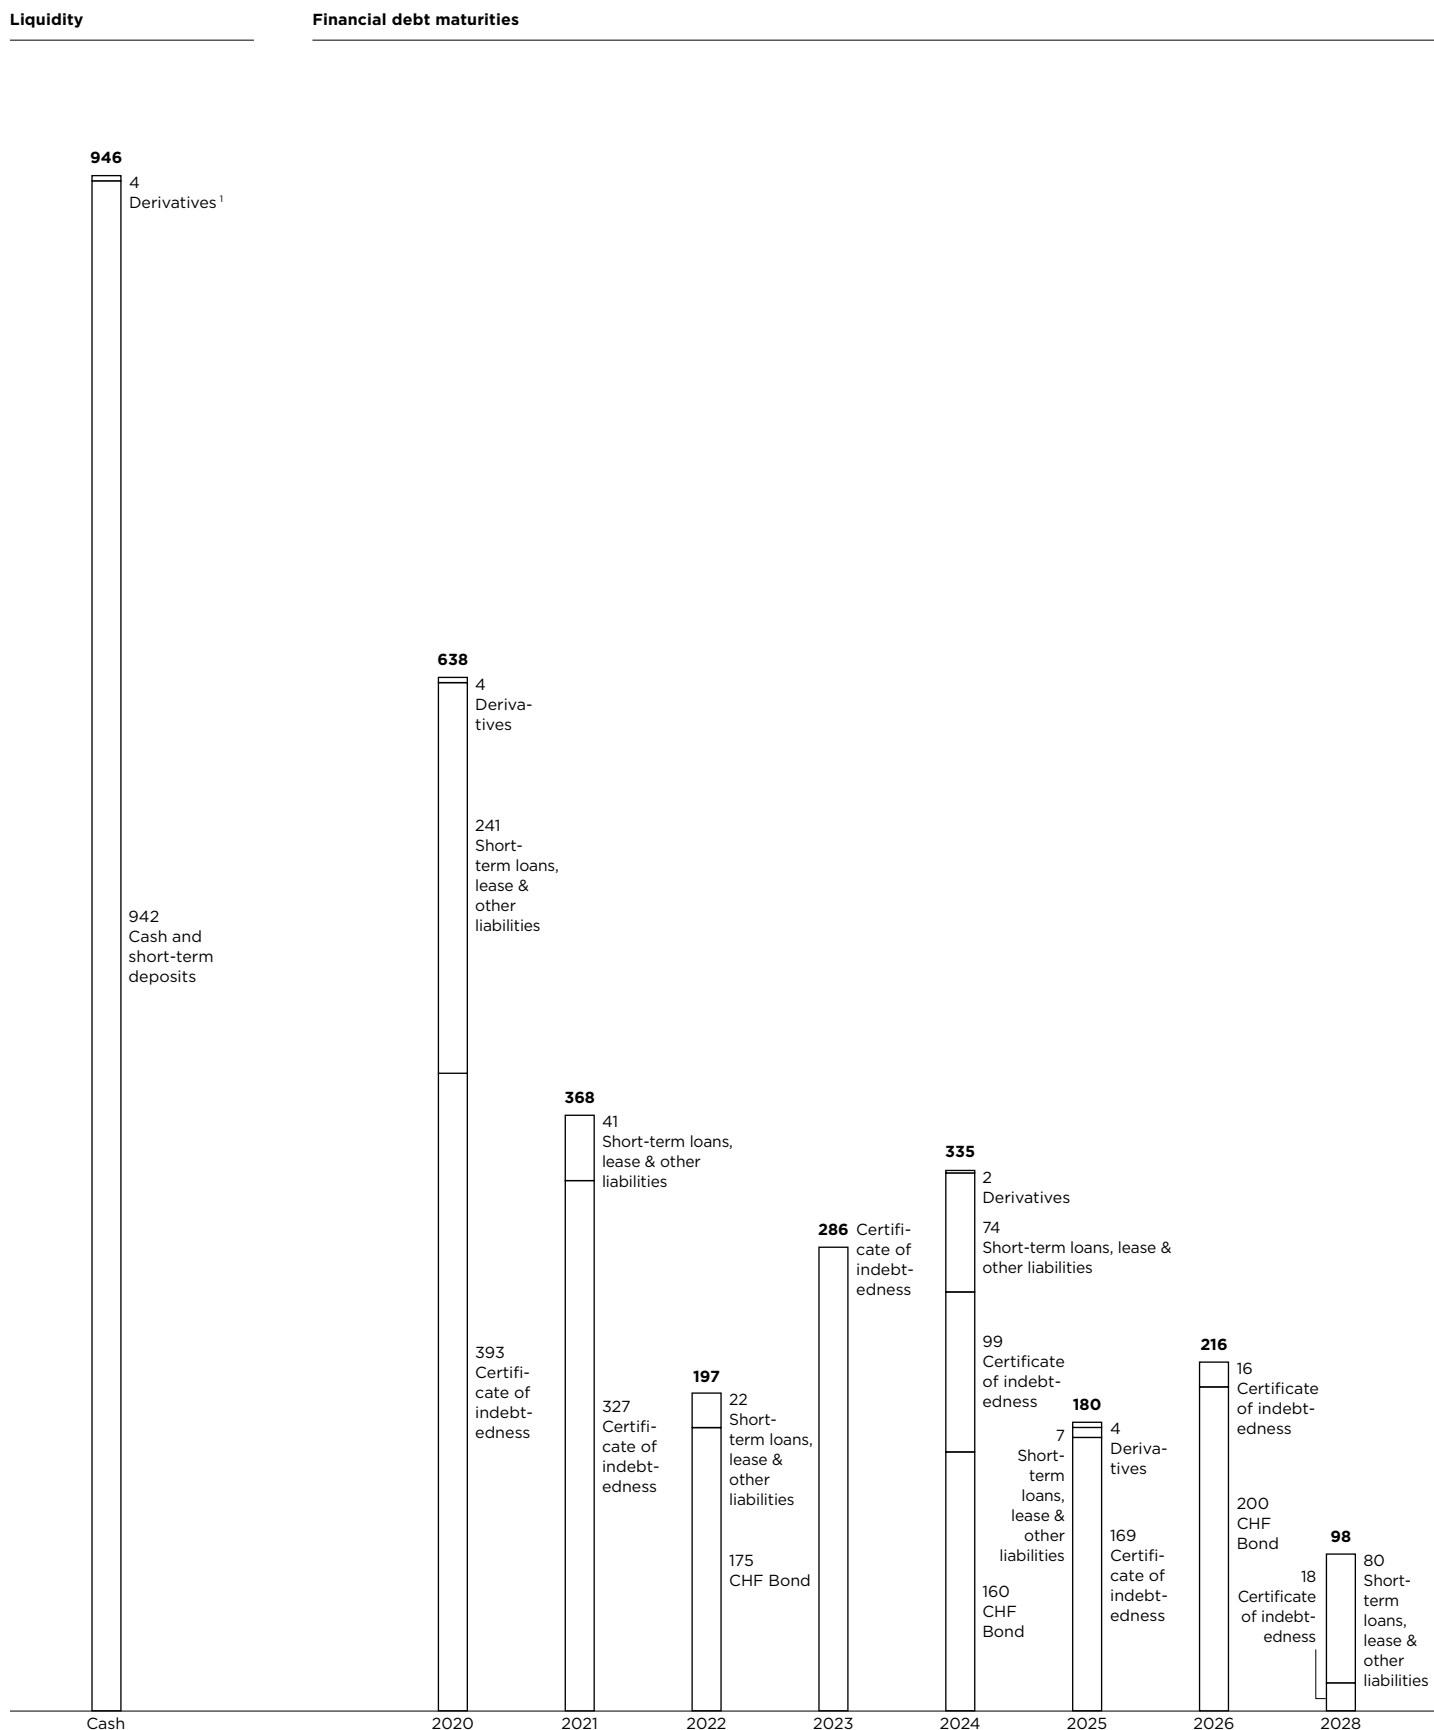 Liquidity
Financial debt maturities
946
4
Derivatives 1
942
Cash and
short-term
deposits
Cash
638
4
Deriva-
tives
241
Short-
term loans,
lease &
other
liabilities
393
Certifi-
cate of
indebt-
edness
2020
368
41
Short-term loans,
lease & other
liabilities
327
Certifi-
cate of
indebt-
edness
2021
197
22
Short-
term loans,
lease &
other
liabilities
175
CHF Bond
2022
286
Certifi-
cate of
indebt-
edness
2023
335
2
Derivatives
74
Short-term loans, lease &
other liabilities
99
Certificate
of indebt-
edness
160
CHF
Bond
2024
180
4
Deriva-
tives
7
Short-
term
loans,
lease &
other
liabilities
169
Certifi-
cate of
indebt-
edness
2025
216
16
Certificate
of indebt-
edness
200
CHF
Bond
2026
98
80
Short-
term
loans,
lease &
other
liabilities
18
Certificate
of indebt-
edness
2028